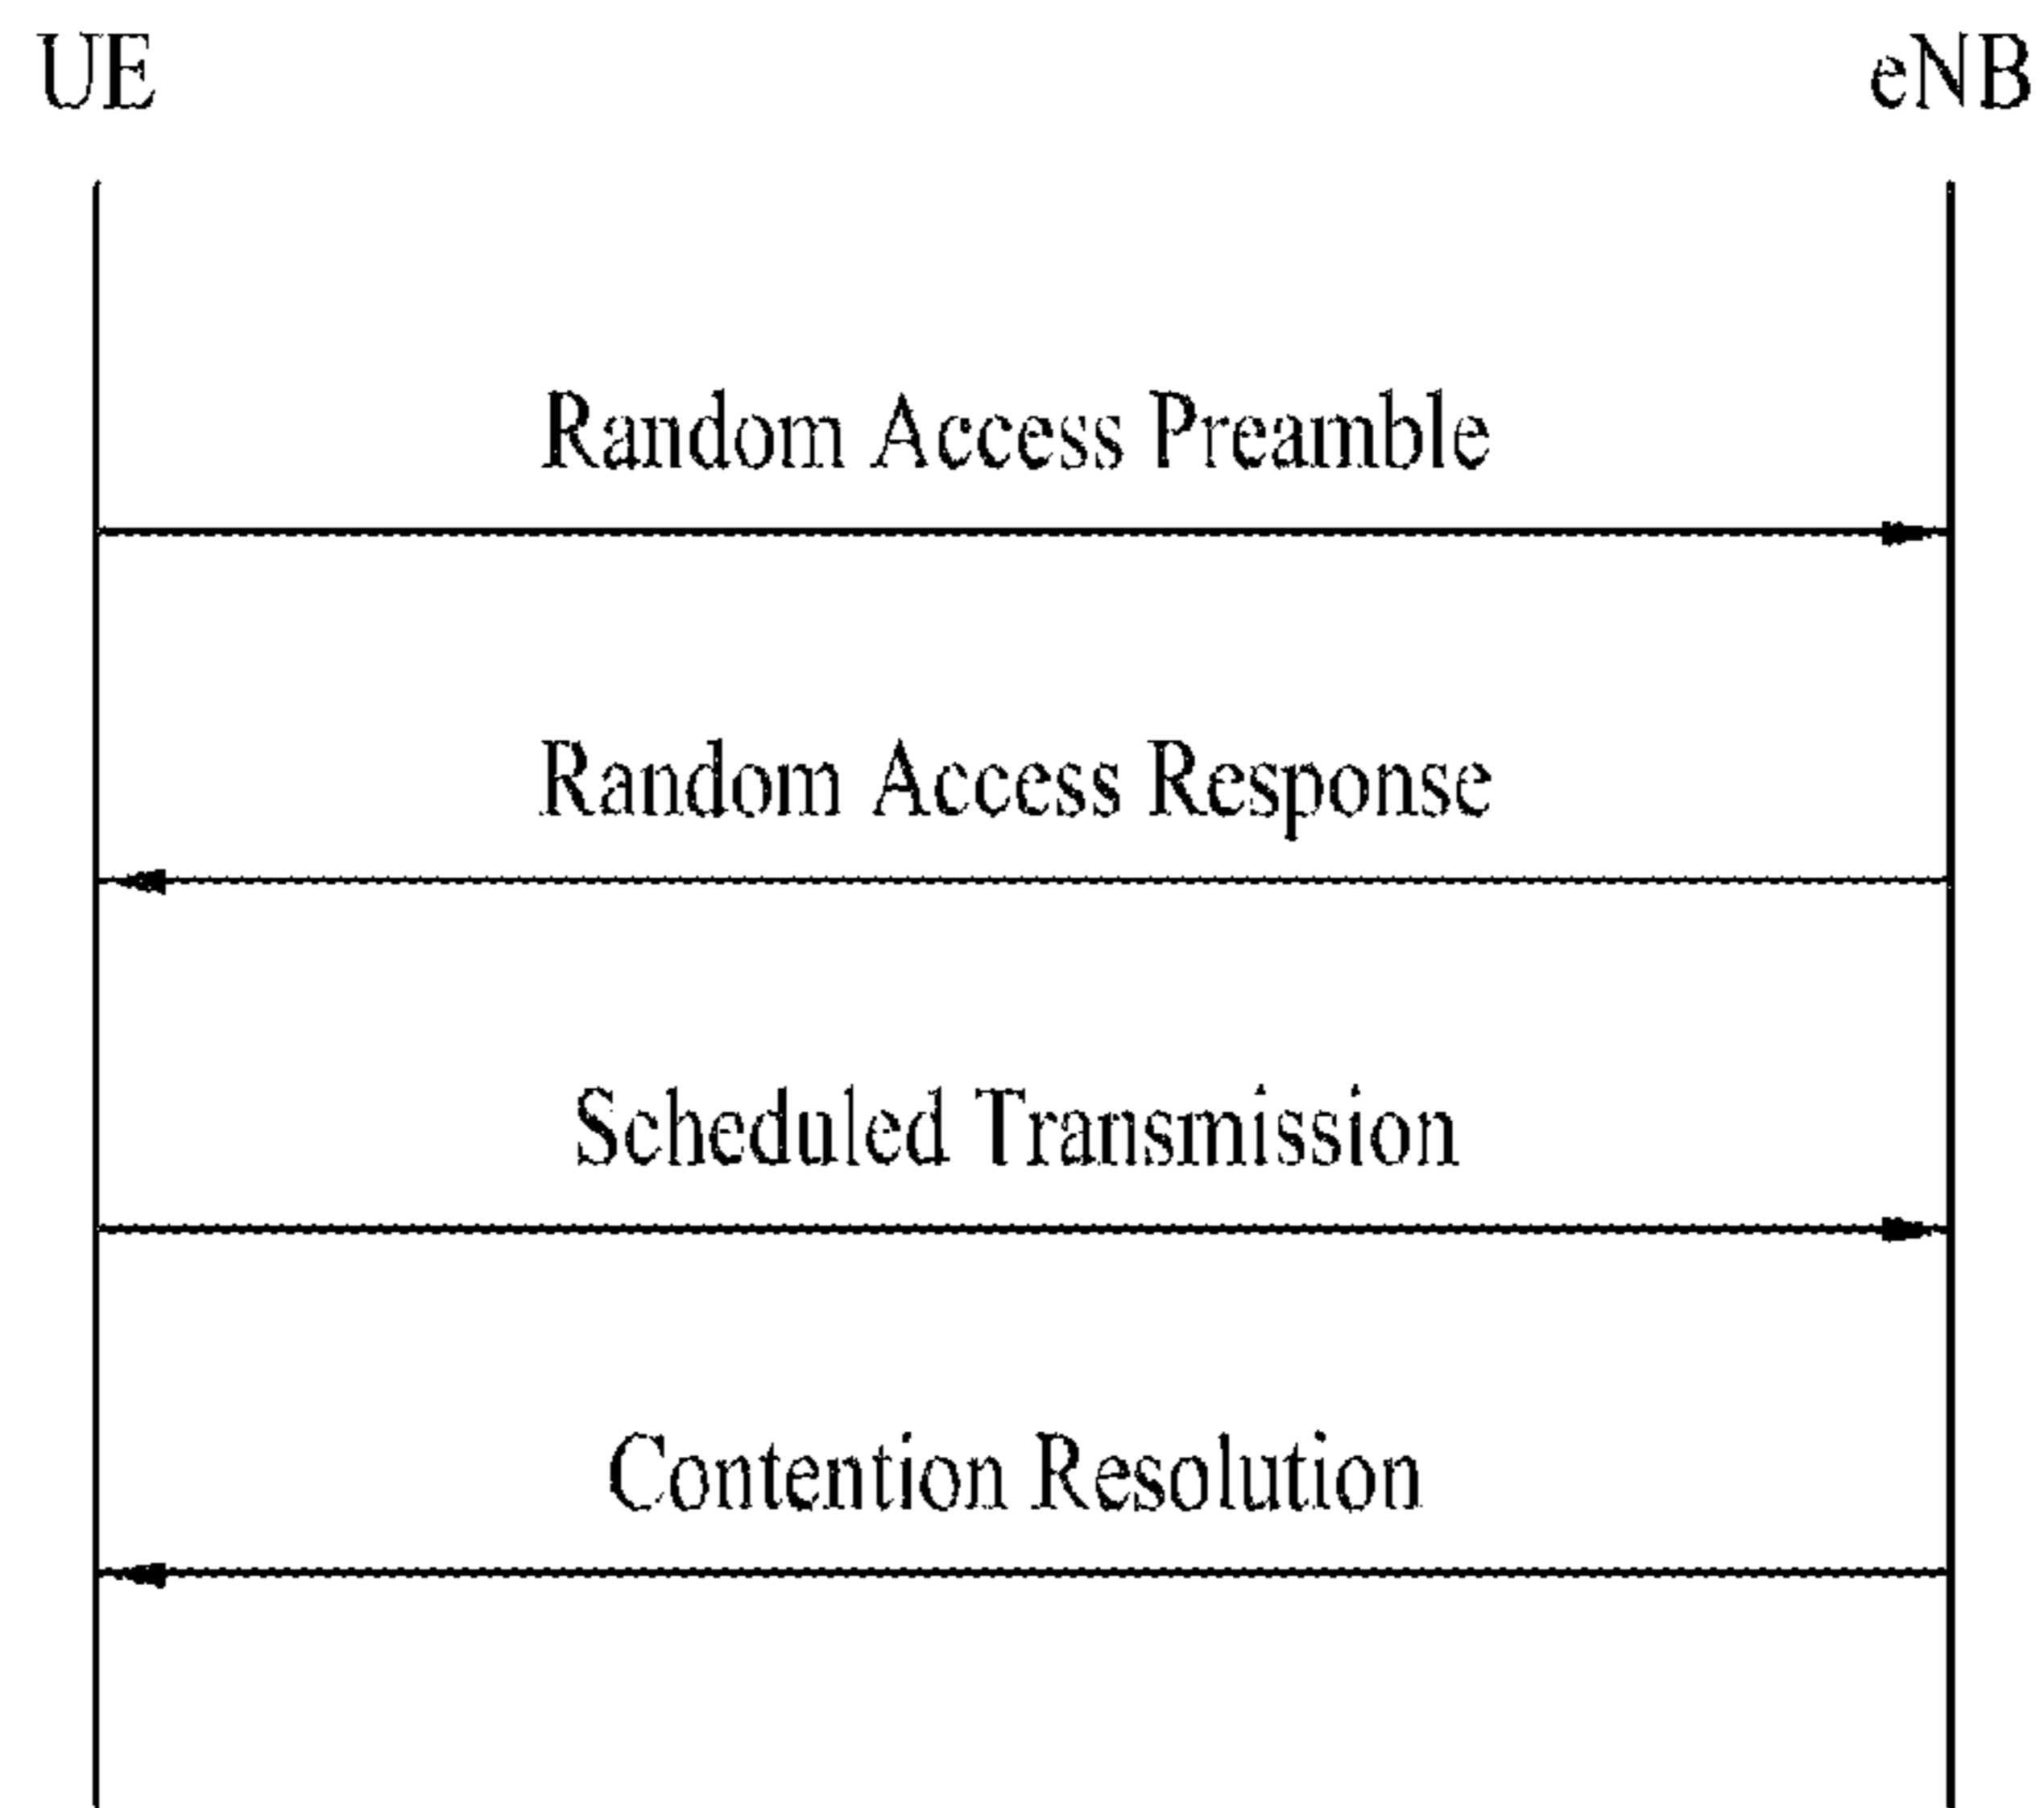 UE eNB
Random Access Preamble
Random Access Response
Scheduled Transmission
Contention Resolution